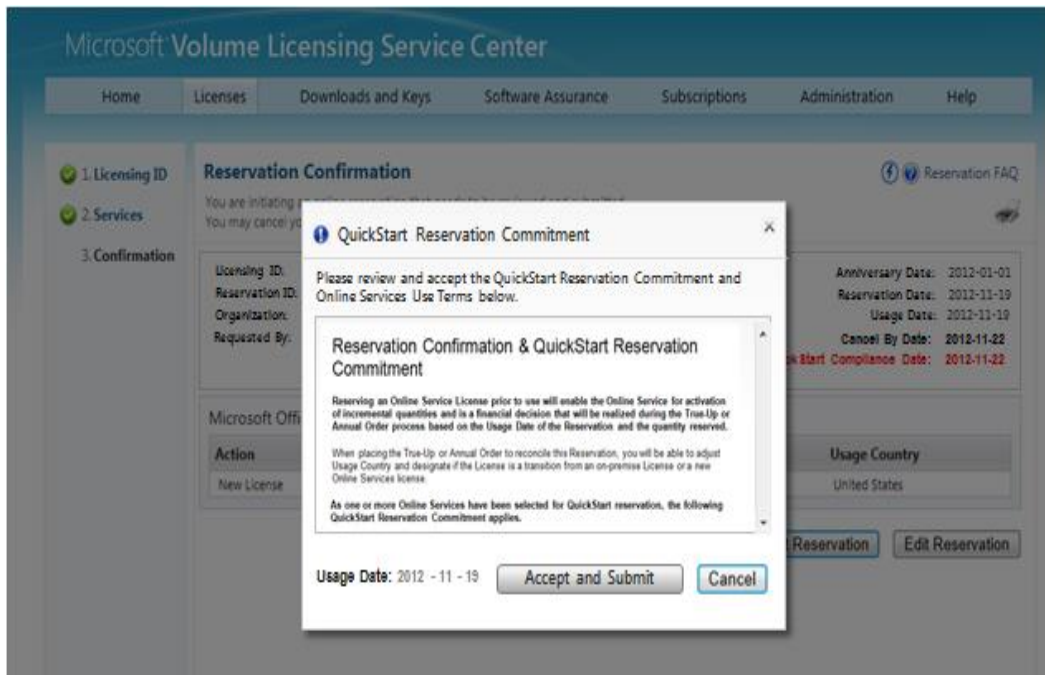 Microsoft Volume Licensing Service Center
Home Licenses Downloads and Keys Software Assurance Subscriptions Administration Help
1. Licensing ID
2. Services
3. Confirmation
Reservation Confirmation
Reservation FAQ
You are initiating
You may cancel
Licensing ID:
Reservation ID:
Organization:
Requested By:
Anniversary Date: 2012-01-01
Reservation Date: 2012-11-19
Usage Date: 2012-11-19
Cancel By Date: 2012-11-22
Start Compliance Date: 2012-11-22
Microsoft Offi
Action
Usage Country
New License
United States
Reservation
Edit Reservation
QuickStart Reservation Commitment
Please review and accept the QuickStart Reservation Commitment and
Online Services Use Terms below.
Reservation Confirmation & QuickStart Reservation
Commitment
Reserving an Online Service License prior to use will enable the Online Service for activation
of incremental quantities and is a financial decision that will be realized during the True-Up or
Annual Order process based on the Usage Date of the Reservation and the quantity reserved.
When placing the True-Up or Annual Order to reconcile this Reservation, you will be able to adjust
Usage Country and designate if the License is a transition from an on-premise License or a new
Online Services license.
As one or more Online Services have been selected for QuickStart reservation, the following
QuickStart Reservation Commitment applies.
Usage Date: 2012 - 11 - 19
Accept and Submit
Cancel